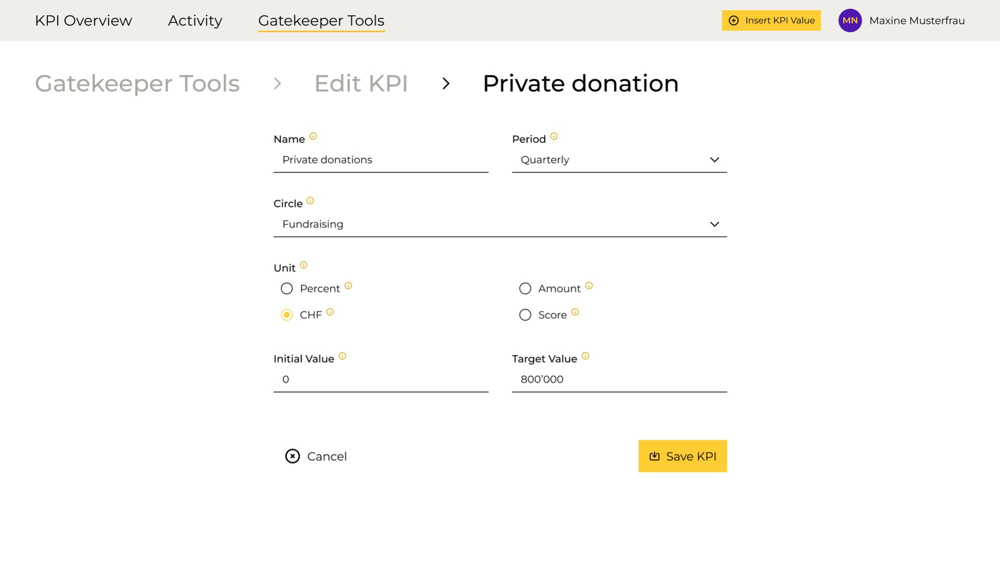 KPI Overview Activity Gatekeeper Tools Insert KPI Value MN Maxine Musterfrau
Gatekeeper Tools > Edit KPI > Private donation
Name Period
Private donations Quarterly
Circle
Fundraising
Unit
Percent Amount
CHF Score
Initial Value Target Value
0 800’000
Cancel Save KPI